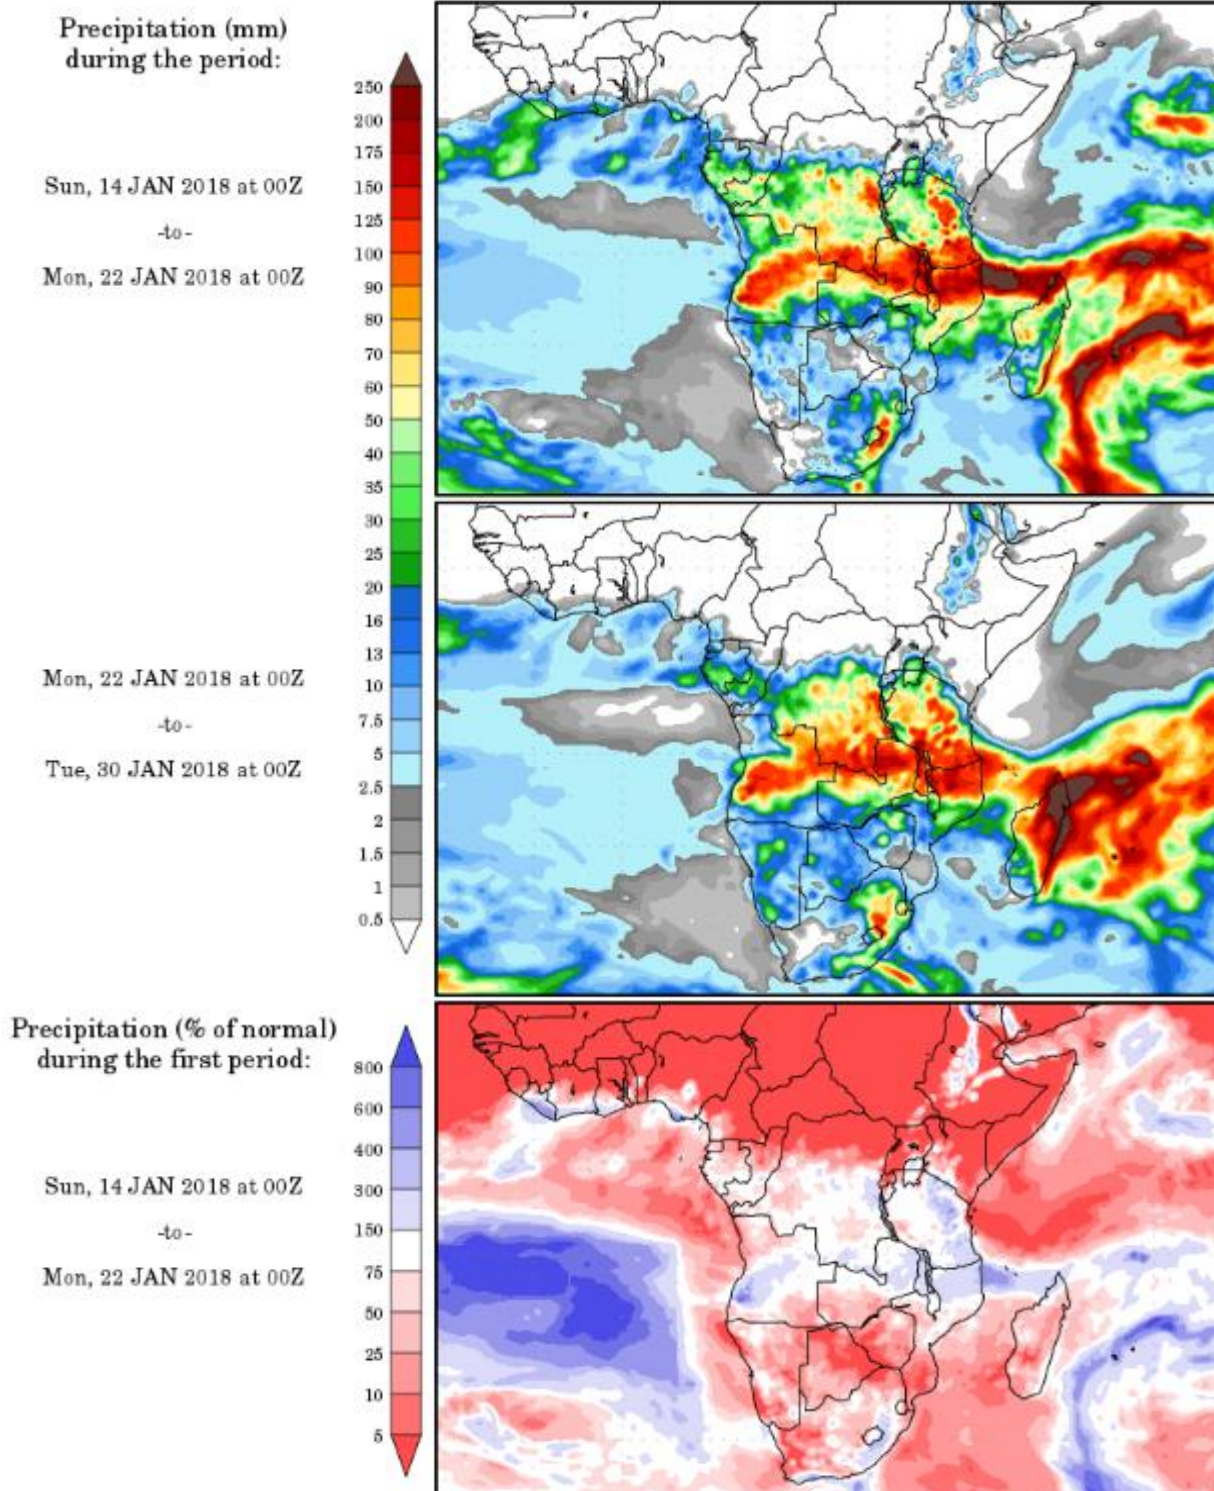 Precipitation (mm)
during the period:
Sun, 14 JAN 2018 at 00Z
-to-
Mon, 22 JAN 2018 at 00Z
Mon, 22 JAN 2018 at 00Z
-to-
Tue, 30 JAN 2018 at 00Z
250
200
175
150
125
100
90
80
70
60
50
40
35
30
25
20
16
13
10
7.5
5
2.5
2
1.5
1
0.5
Precipitation (% of normal)
during the first period:
Sun, 14 JAN 2018 at 00Z
-to-
Mon, 22 JAN 2018 at 00Z
800
600
400
300
150
75
50
25
10
5